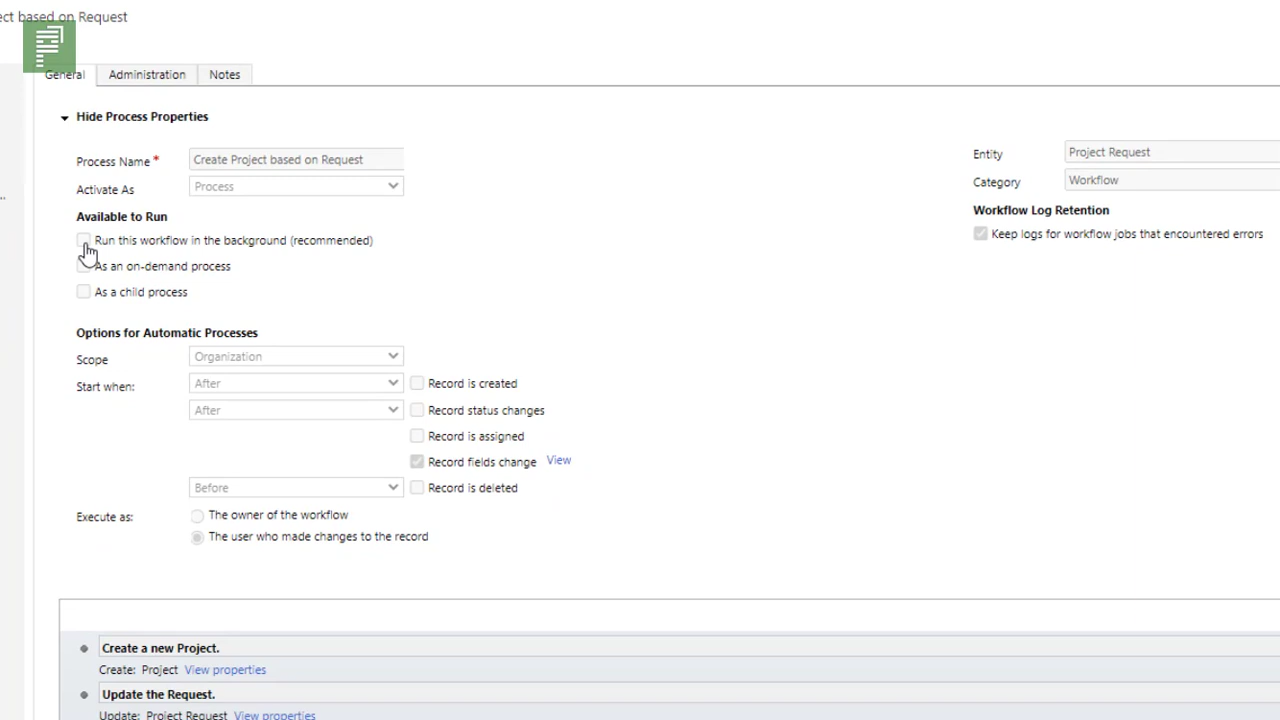 ect based on Request
General Administration Notes
Hide Process Properties
Process Name * Create Project based on Request
Activate As Process
Entity Project Request
Category Workflow
Available to Run
Run this workflow in the background (recommended)
As an on-demand process
As a child process
Workflow Log Retention
Keep logs for workflow jobs that encountered errors
Options for Automatic Processes
Scope Organization
Start when: After Record is created
After Record status changes
Record is assigned
Record fields change View
Before Record is deleted
Execute as: The owner of the workflow
The user who made changes to the record
Create a new Project.
Create: Project View properties
Update the Request.
Update: Project Request View properties